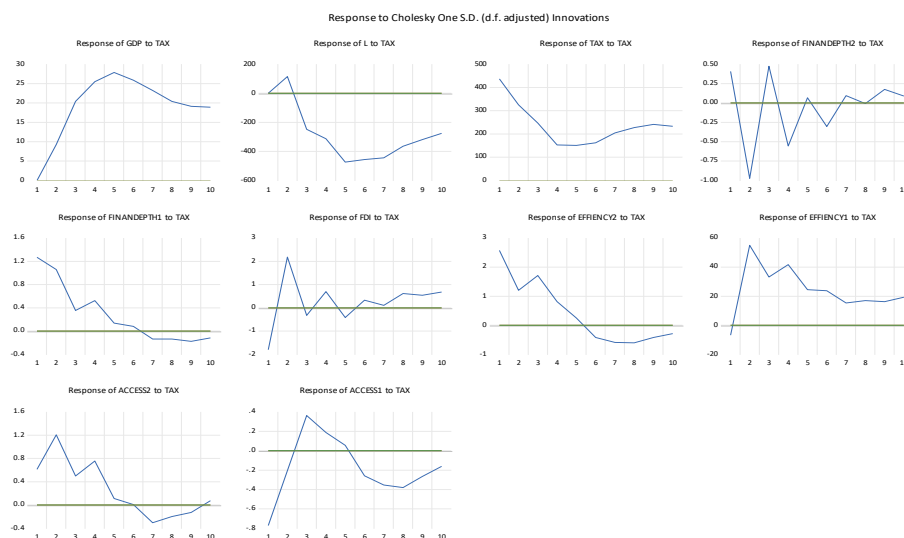 Response to Cholesky One S.D. (d.f. adjusted) Innovations
Response of GDP to TAX
30
25
20
15
10
5
0
1 2 3 4 5 6 7 8 9 10
Response of L to TAX
200
0
-200
-400
-600
1 2 3 4 5 6 7 8 9 10
Response of TAX to TAX
500
400
300
200
100
0
1 2 3 4 5 6 7 8 9 10
Response of FINANDEPTH2 to TAX
0.50
0.25
0.00
-0.25
-0.50
-0.75
-1.00
1 2 3 4 5 6 7 8 9
Response of FINANDEPTH1 to TAX
1.6
1.2
0.8
0.4
0.0
-0.4
1 2 3 4 5 6 7 8 9 10
Response of FDI to TAX
3
2
1
0
-1
-2
1 2 3 4 5 6 7 8 9 10
Response of EFFIENCY2 to TAX
3
2
1
0
-1
1 2 3 4 5 6 7 8 9 10
Response of EFFIENCY1 to TAX
60
40
20
0
-20
1 2 3 4 5 6 7 8 9
Response of ACCESS2 to TAX
1.6
1.2
0.8
0.4
0.0
-0.4
1 2 3 4 5 6 7 8 9 10
Response of ACCESS1 to TAX
.4
.2
.0
-.2
-.4
-.6
-.8
1 2 3 4 5 6 7 8 9 10